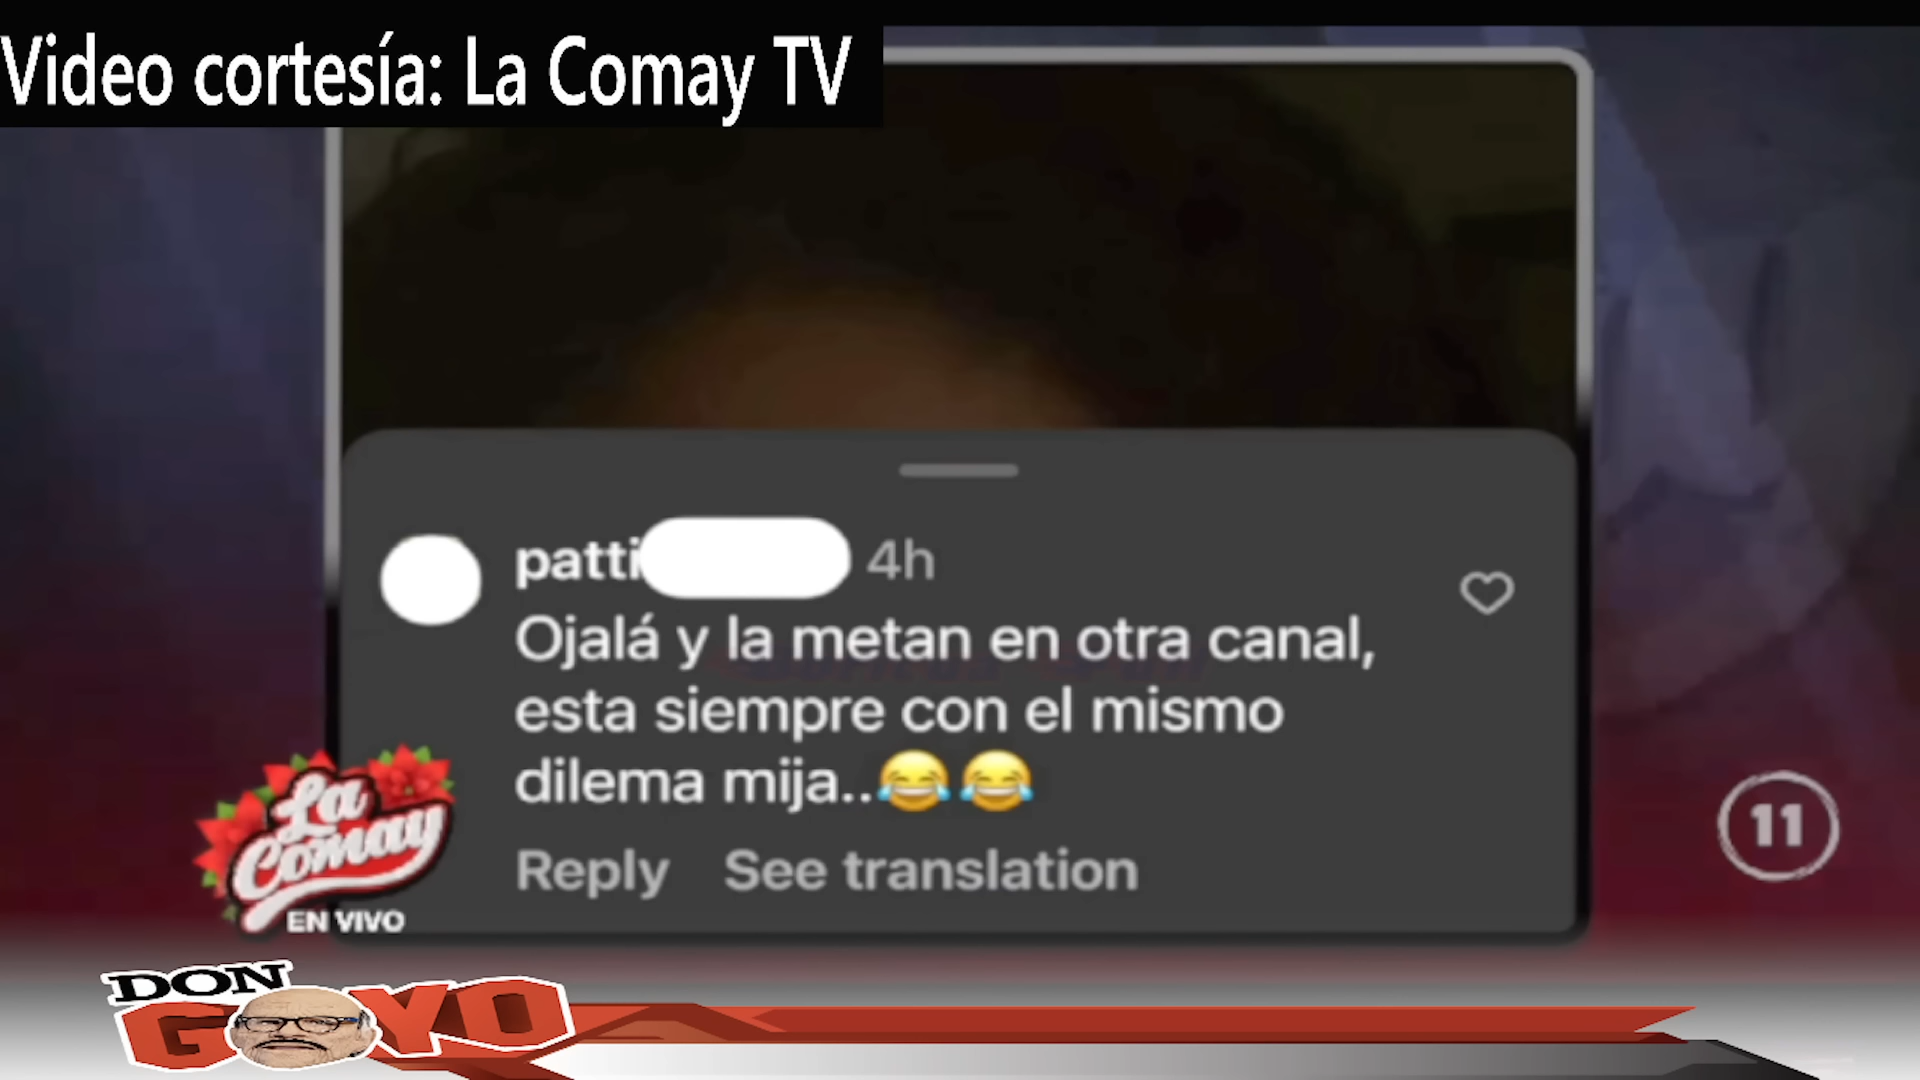 Video cortesía: La Comay TV
patti 4h
Ojalá y la metan en otra canal,
esta siempre con el mismo
dilema mija..😂😂
Reply See translation
La
Comay
EN VIVO
11
DON
GOYO